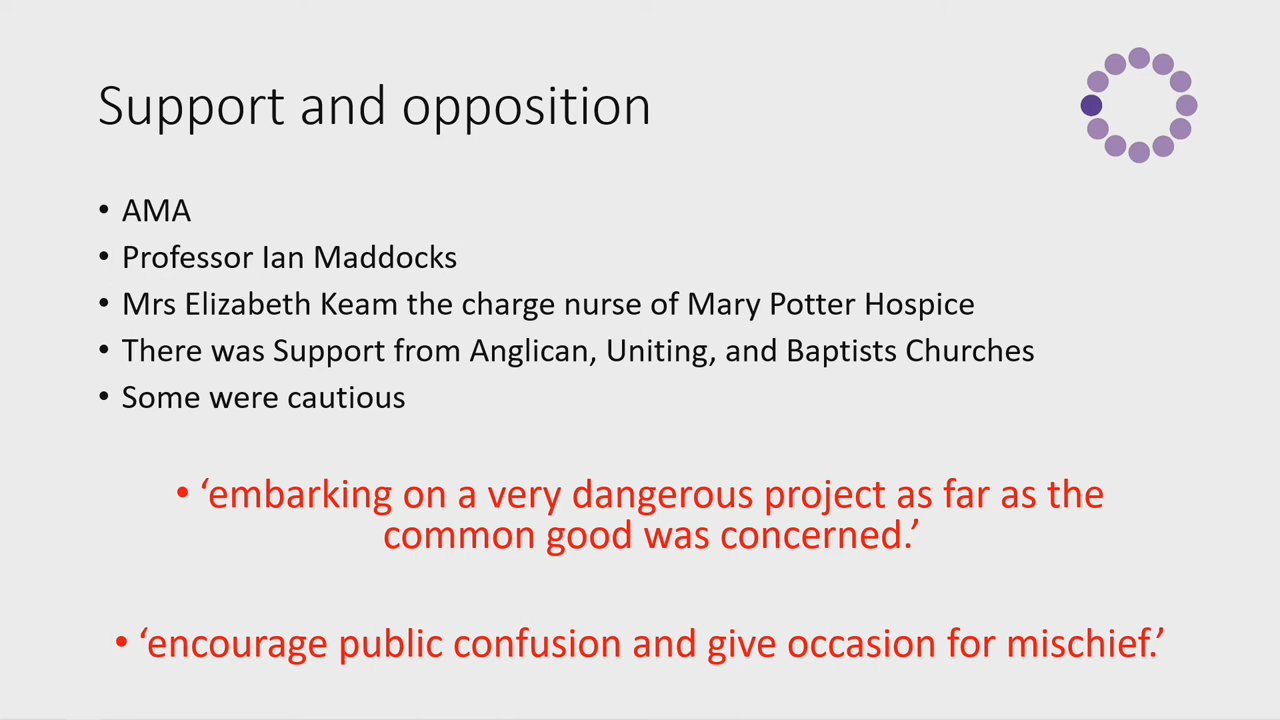 Support and opposition
• AMA
• Professor Ian Maddocks
• Mrs Elizabeth Keam the charge nurse of Mary Potter Hospice
• There was Support from Anglican, Uniting, and Baptists Churches
• Some were cautious
• ‘embarking on a very dangerous project as far as the
common good was concerned.’
• ‘encourage public confusion and give occasion for mischief.’